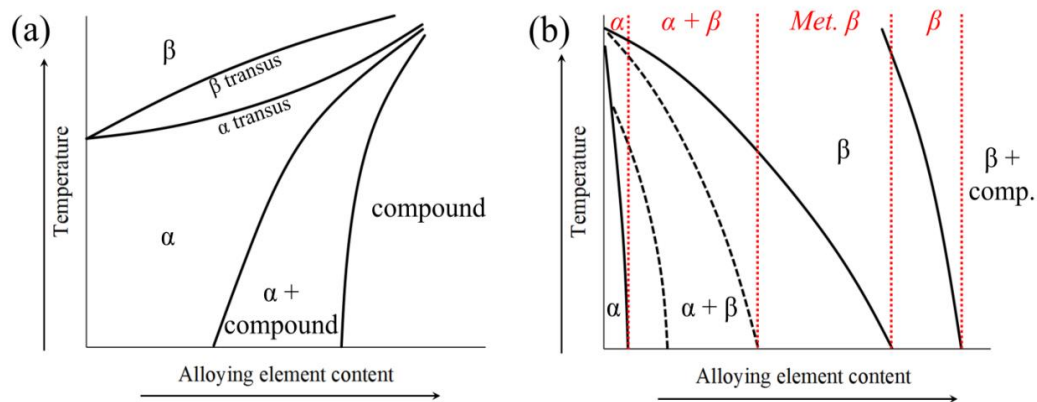 (a)
β
β transus
α transus
α
α +
compound
compound
Temperature
Alloying element content
(b)
α
α + β
Met. β
β
β
β +
comp.
α
α + β
Temperature
Alloying element content